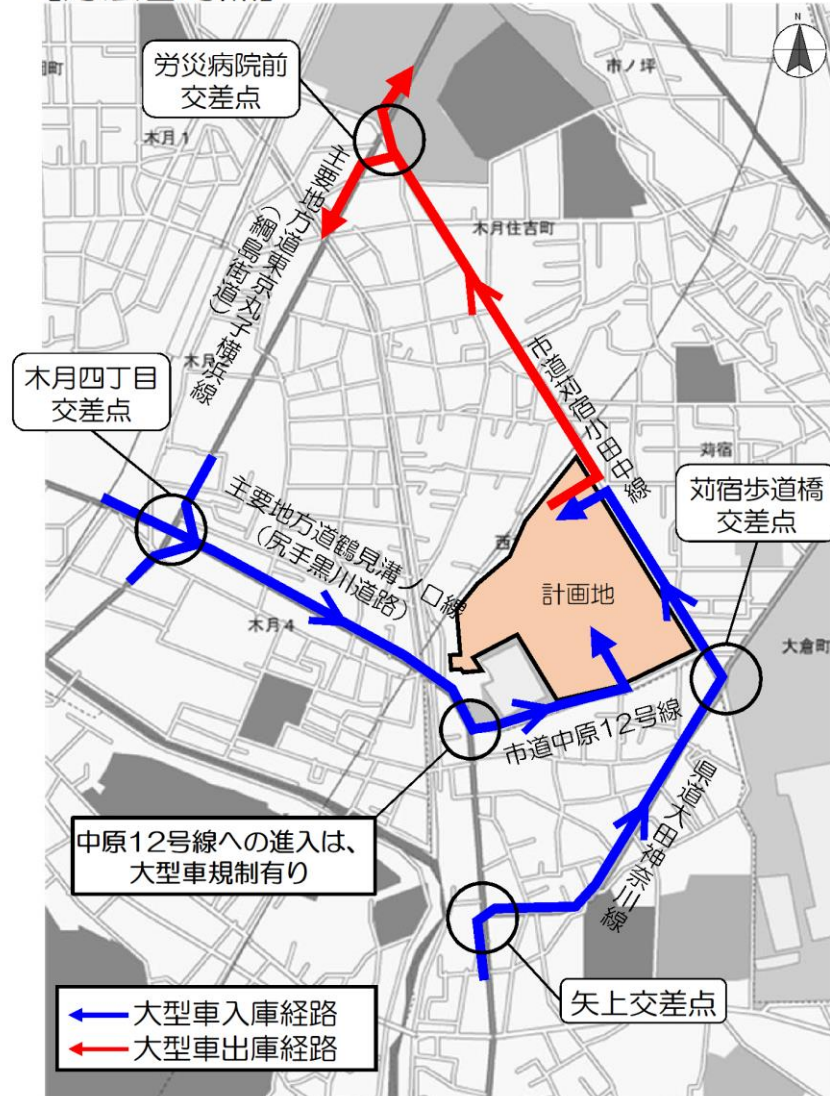 N
市ノ坪
労災病院前
交差点
木月1
主要地方道東京丸子横浜線
(綱島街道)
木月住吉町
木月四丁目
交差点
市道苅宿小田中線
苅宿
苅宿歩道橋
交差点
主要地方道鶴見溝ノ口線
(尻手黒川道路)
計画地
木月4
大倉町
市道中原12号線
県道大田神奈川線
中原12号線への進入は、
大型車規制有り
矢上交差点
大型車入庫経路
大型車出庫経路